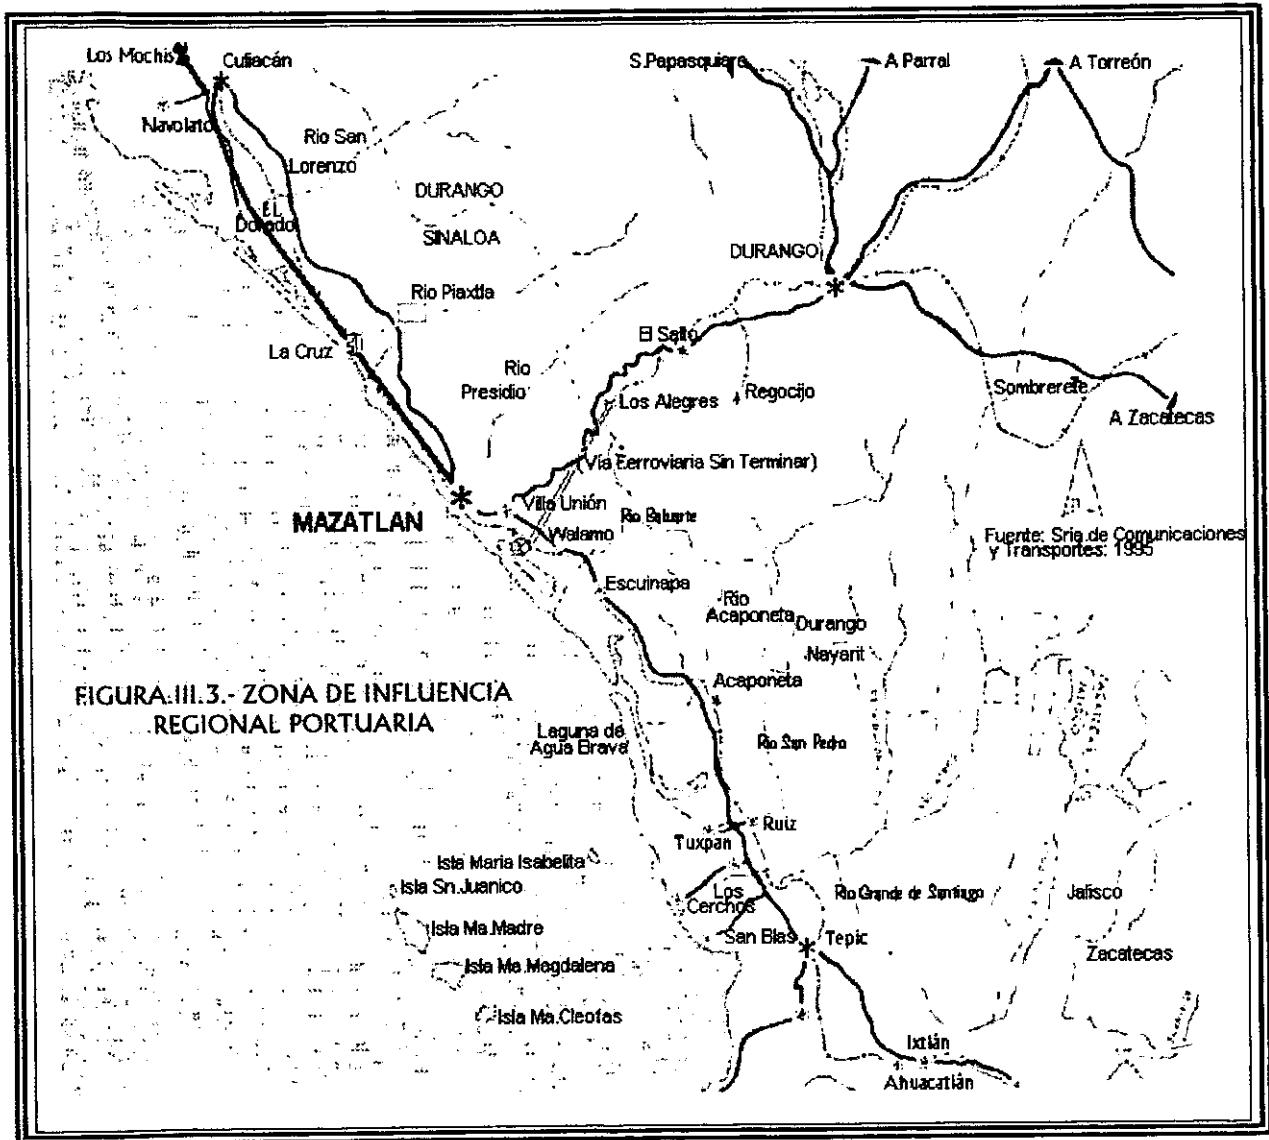 Los Mochis
Culiacán
S.Papasquiaro
A Parral
A Torreón
Navolato
Rio San
Lorenzo
DURANGO
SINALOA
EL
Dorado
DURANGO
Rio Piaxtla
La Cruz
El Salto
Rio
Presidio
Los Alegres
Regocijo
Sombrerete
A Zacatecas
(Vía Ferroviaria Sin Terminar)
MAZATLAN
Villa Unión
Walamo
Rio Baluarte
Fuente: Sria.de Comunicaciones
y Transportes: 1995
Escuinapa
Rio
Acaponeta
Durango
Nayarit
Acaponeta
FIGURA.III.3.- ZONA DE INFLUENCIA
REGIONAL PORTUARIA
Laguna de
Agua Brava
Rio San Pedro
Ruiz
Tuxpan
Isla Maria Isabelita
Isla Sn.Juanico
Los
Cerchos
Rio Grande de Santiago
Jalisco
Isla Ma.Madre
San Blas
Tepic
Zacatecas
Isla Ma.Magdalena
Isla Ma.Cleofas
Ixtlán
Ahuacatlán